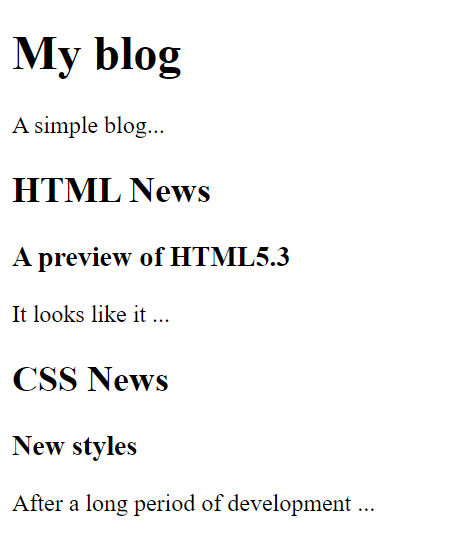 My blog
A simple blog...
HTML News
A preview of HTML5.3
It looks like it ...
CSS News
New styles
After a long period of development ...